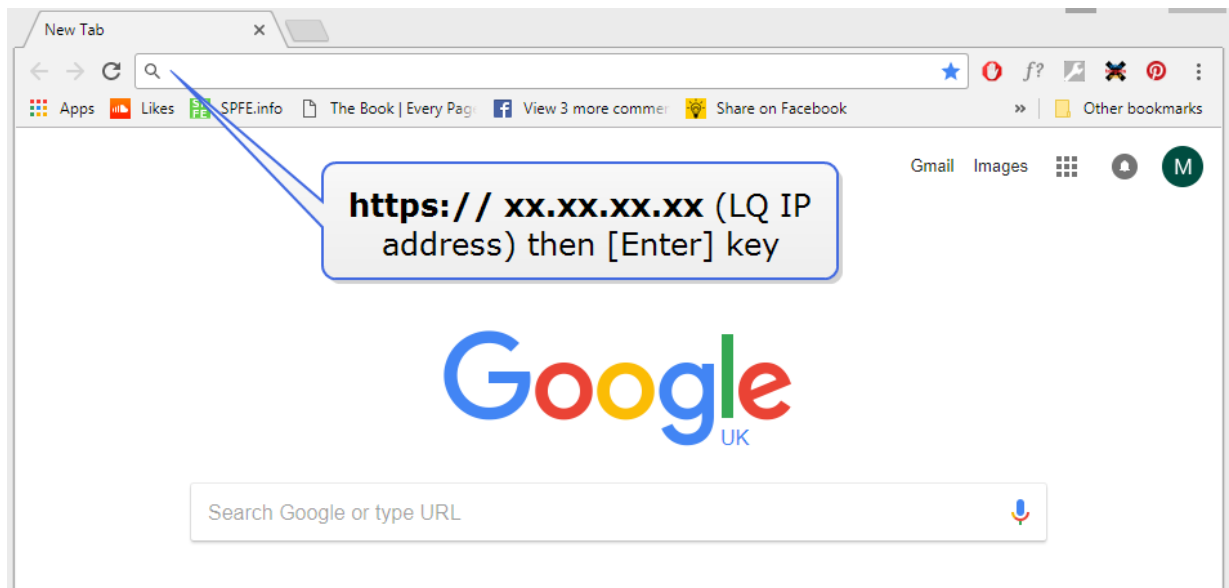 New Tab
Apps Likes SPFE.info The Book | Every Page View 3 more commer Share on Facebook » Other bookmarks
Gmail Images M
https:// xx.xx.xx.xx (LQ IP
address) then [Enter] key
Google
UK
Search Google or type URL